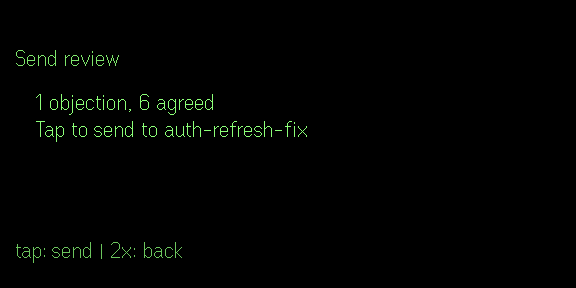 Send review
1 objection, 6 agreed
Tap to send to auth-refresh-fix
tap: send | 2x: back